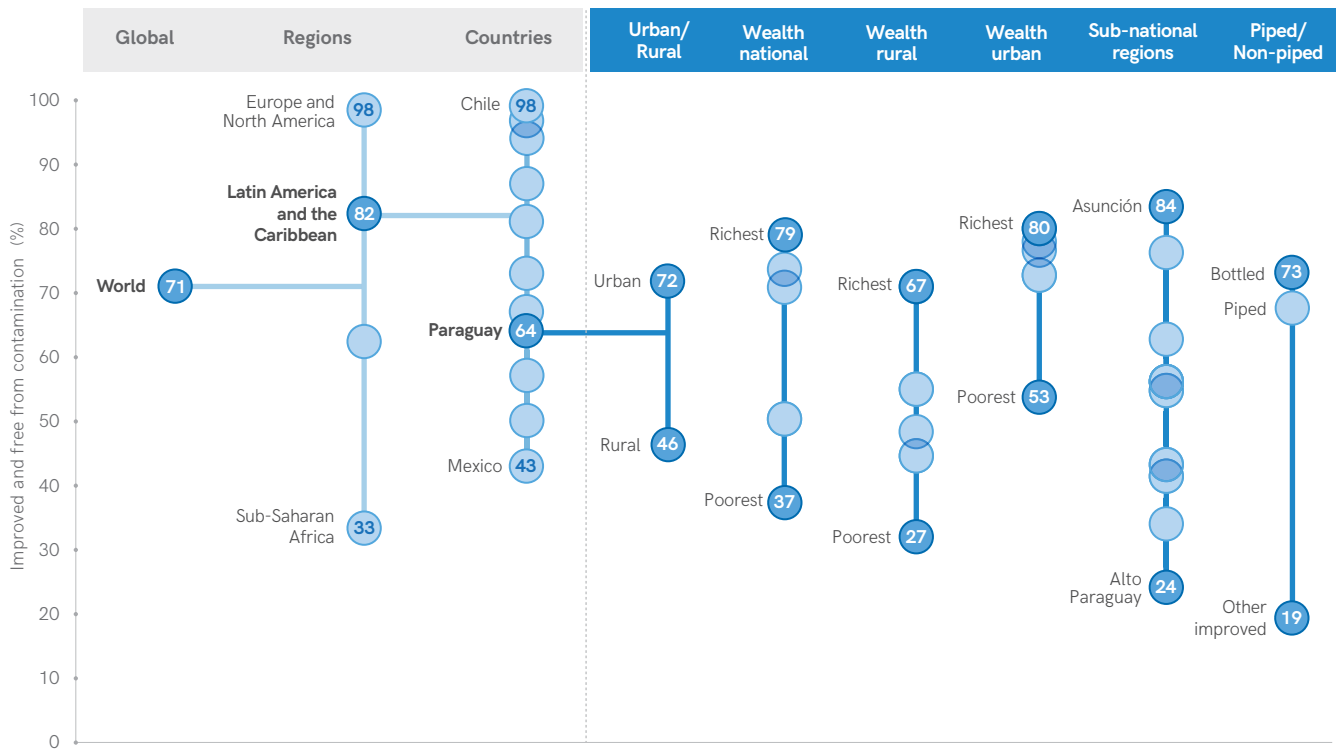 Global
Regions
Countries
Urban/
Rural
Wealth
national
Wealth
rural
Wealth
urban
Sub-national
regions
Piped/
Non-piped
Improved and free from contamination (%)
100
90
80
70
60
50
40
30
20
10
0
World
71
Europe and
North America
98
Latin America
and the
Caribbean
82
Sub-Saharan
Africa
33
Chile
98
Paraguay
64
Mexico
43
Urban
72
Rural
46
Richest
79
Poorest
37
Richest
67
Poorest
27
Richest
80
Poorest
53
Asunción
84
Alto
Paraguay
24
Bottled
73
Piped
Other
improved
19